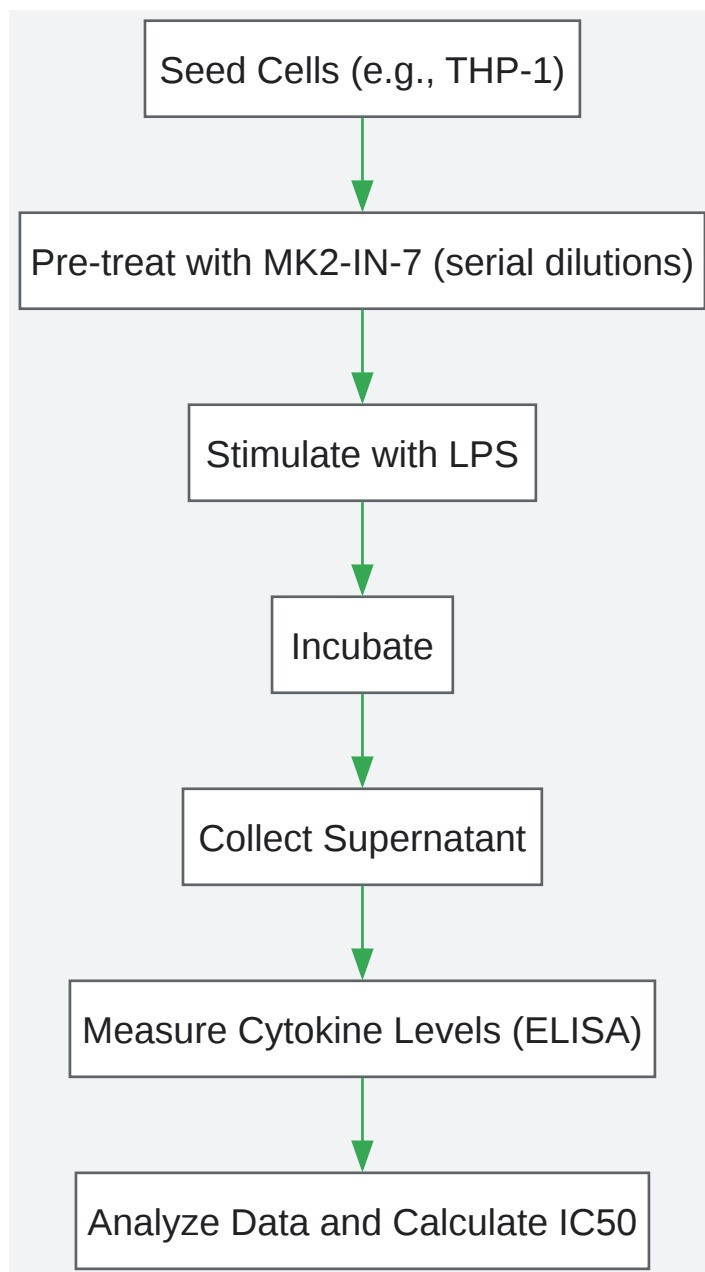 Seed Cells (e.g., THP-1)
Pre-treat with MK2-IN-7 (serial dilutions)
Stimulate with LPS
Incubate
Collect Supernatant
Measure Cytokine Levels (ELISA)
Analyze Data and Calculate IC50